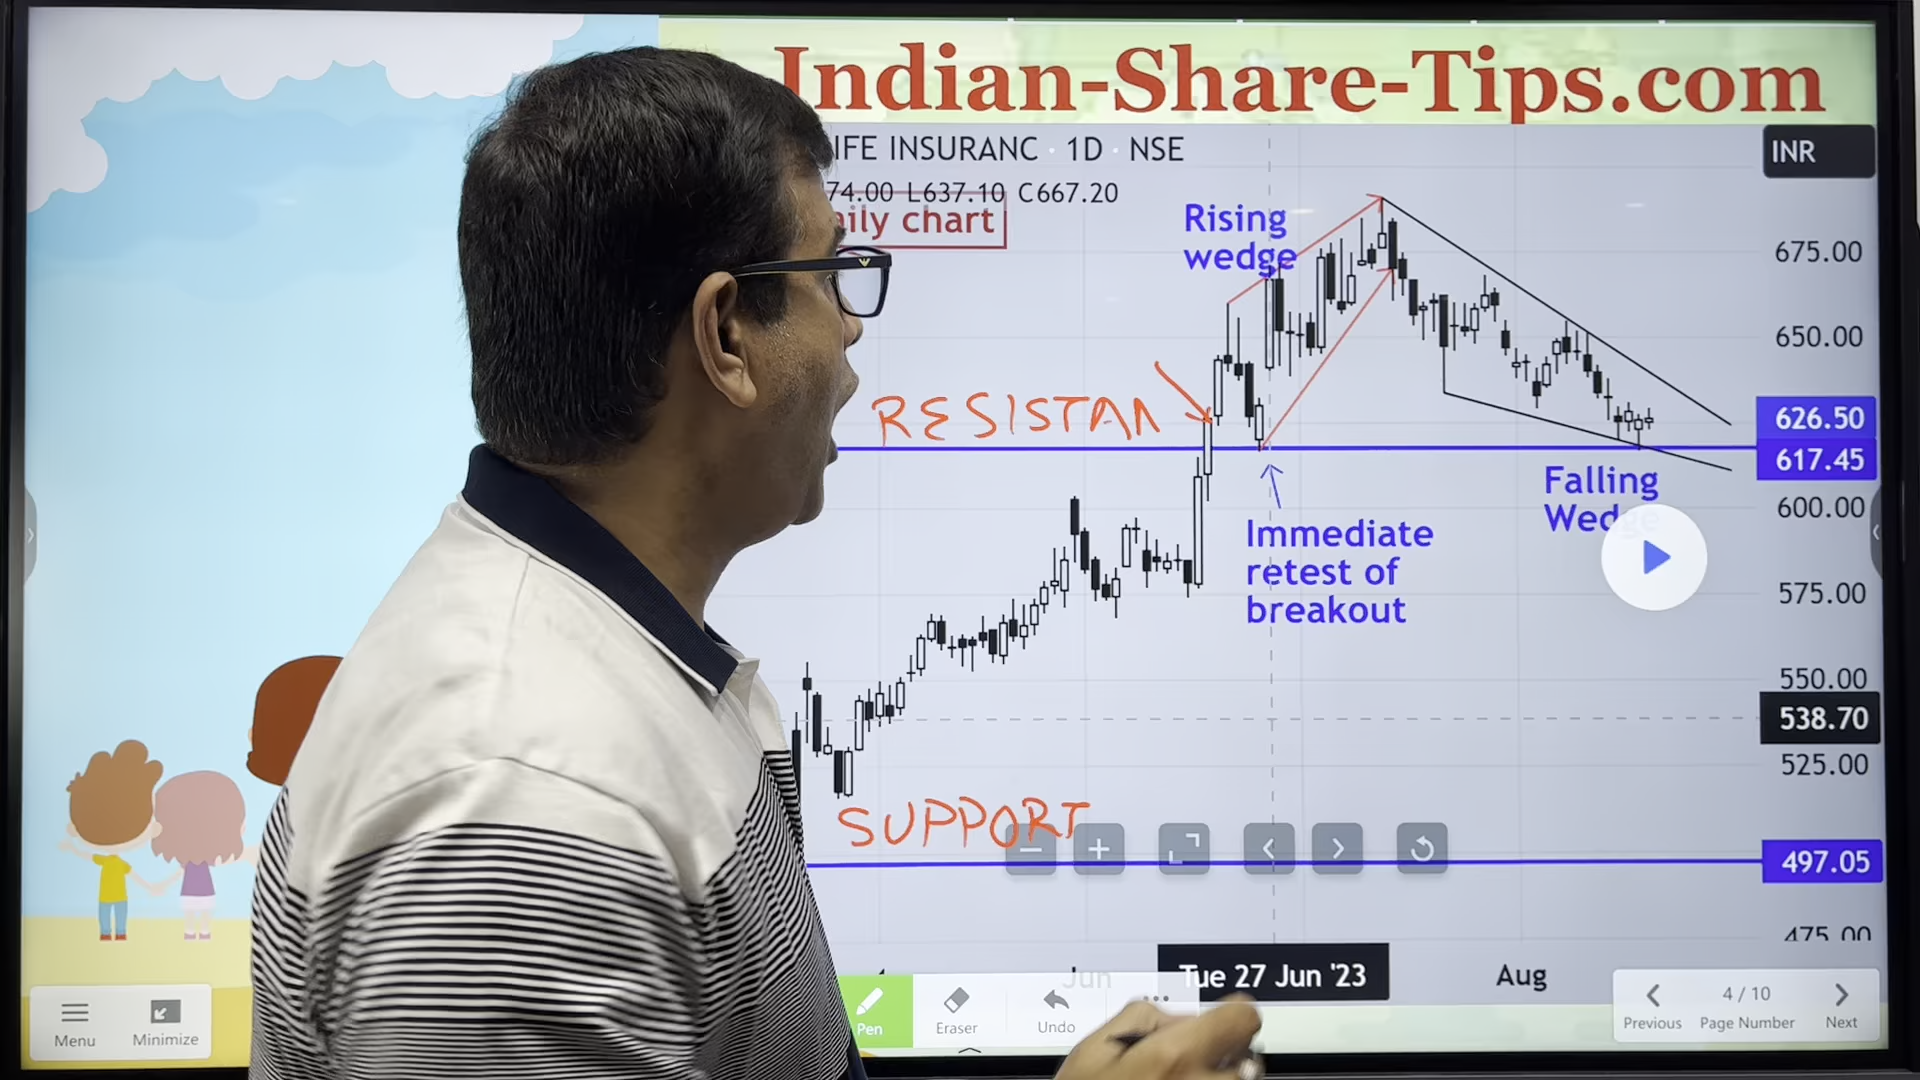 Indian-Share-Tips.com
IFE INSURANC · 1D · NSE
INR
74.00 L637.10 C667.20
ily chart
Rising
wedge
675.00
650.00
RESISTAN
626.50
617.45
Falling
600.00
Immediate
retest of
breakout
575.00
550.00
538.70
525.00
SUPPORT
497.05
475.00
Jun
Tue 27 Jun '23
Aug
Menu
Minimize
Pen
Eraser
Undo
Previous
4 / 10
Page Number
Next